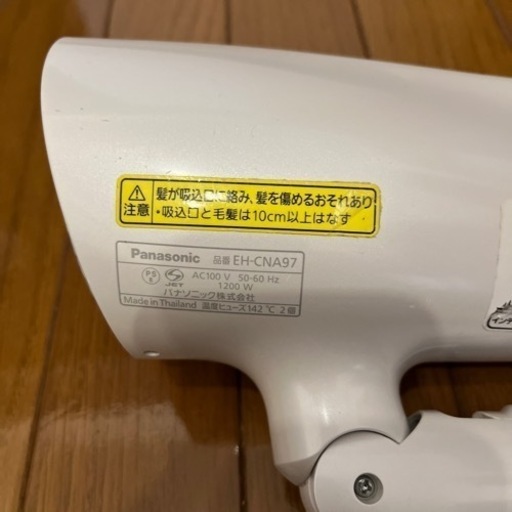 注意
髪が吸込口に絡み、髪を傷めるおそれあり
・吸込口と毛髪は10cm以上はなす
Panasonic 品番 EH-CNA97
PS E JET AC100 V 50-60 Hz
1200 W
パナソニック株式会社
Made in Thailand 温度ヒューズ142℃ 2個